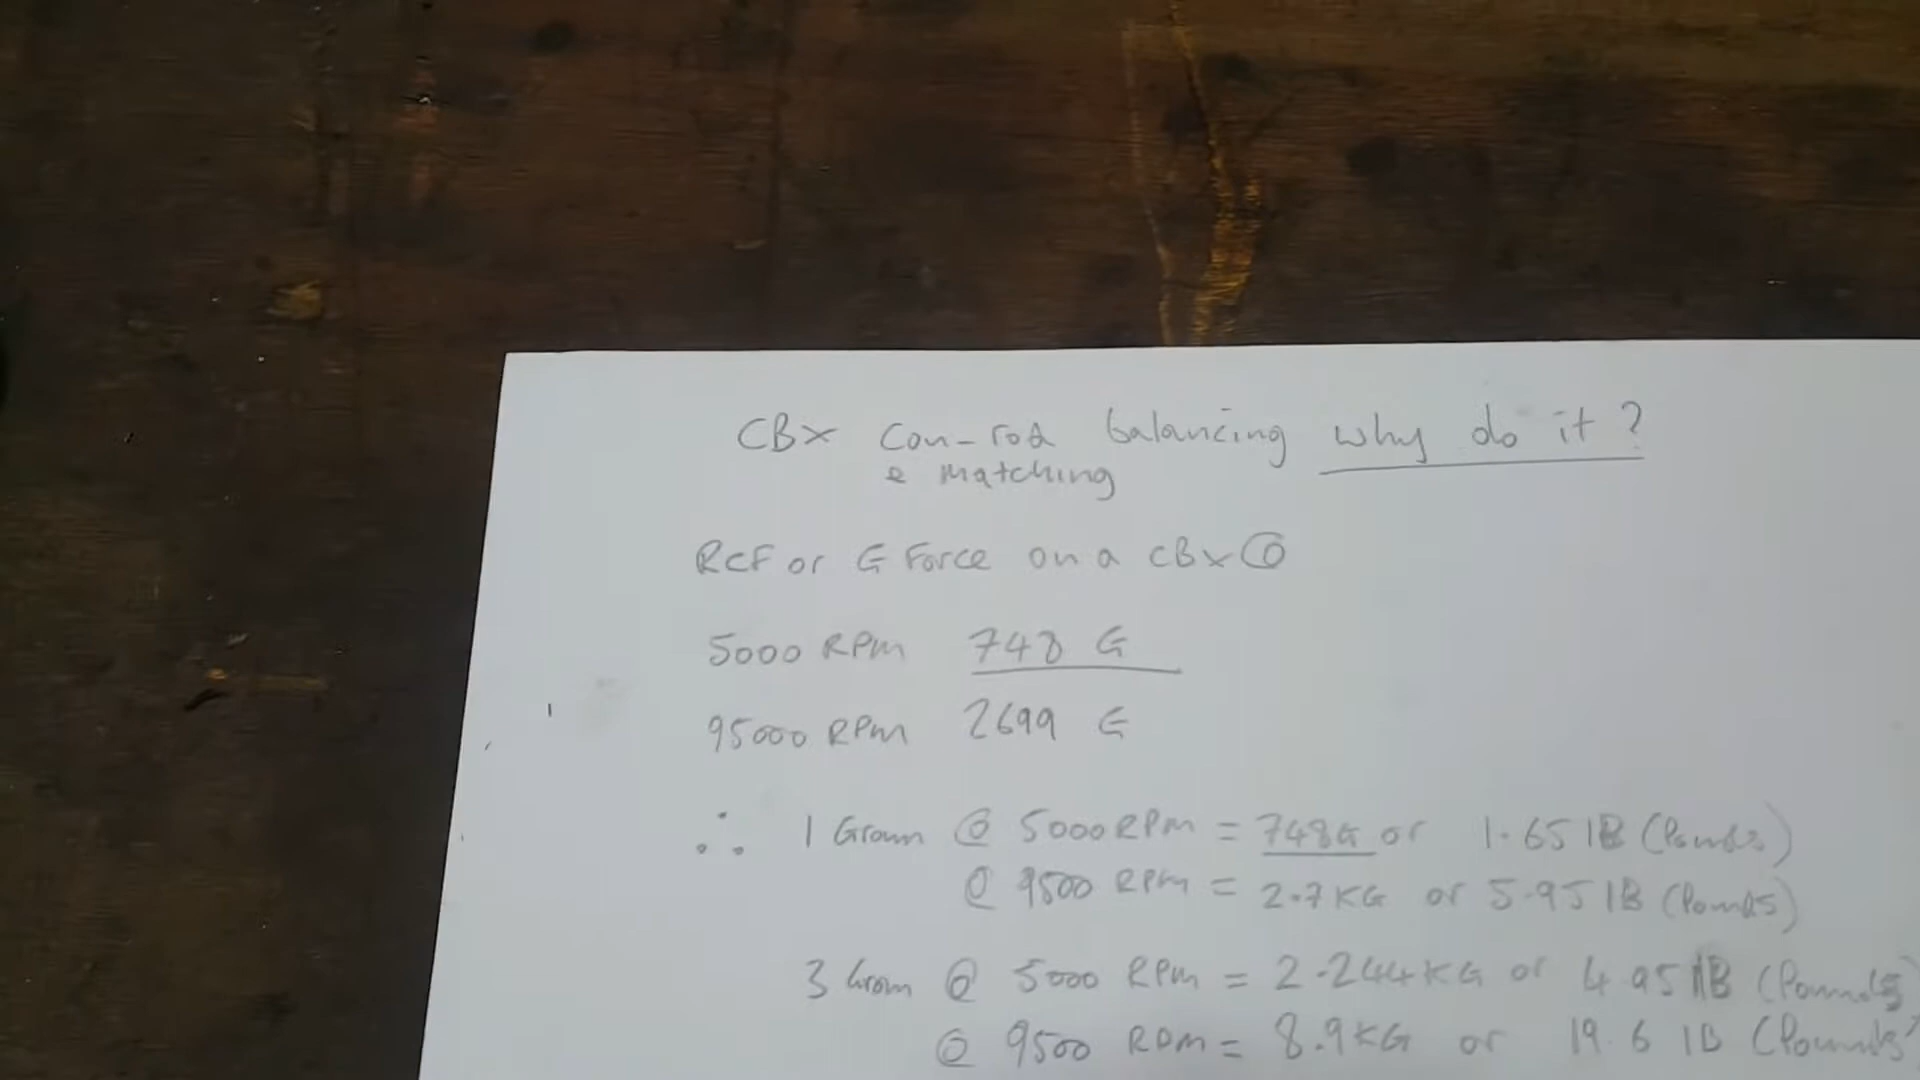 CBX Con-rod balancing why do it?
& matching
RCF or G Force on a CBX @
5000 RPM 748 G
95000 RPM 2699 G
∴ 1 Gram @ 5000 RPM = 748G or 1.65 lB (Pounds)
@ 9500 RPM = 2.7 KG or 5.95 lB (Pounds)
3 Gram @ 5000 RPM = 2.244 KG or 4.95 lB (Pounds)
@ 9500 RPM = 8.9 KG or 19.6 lB (Pounds)